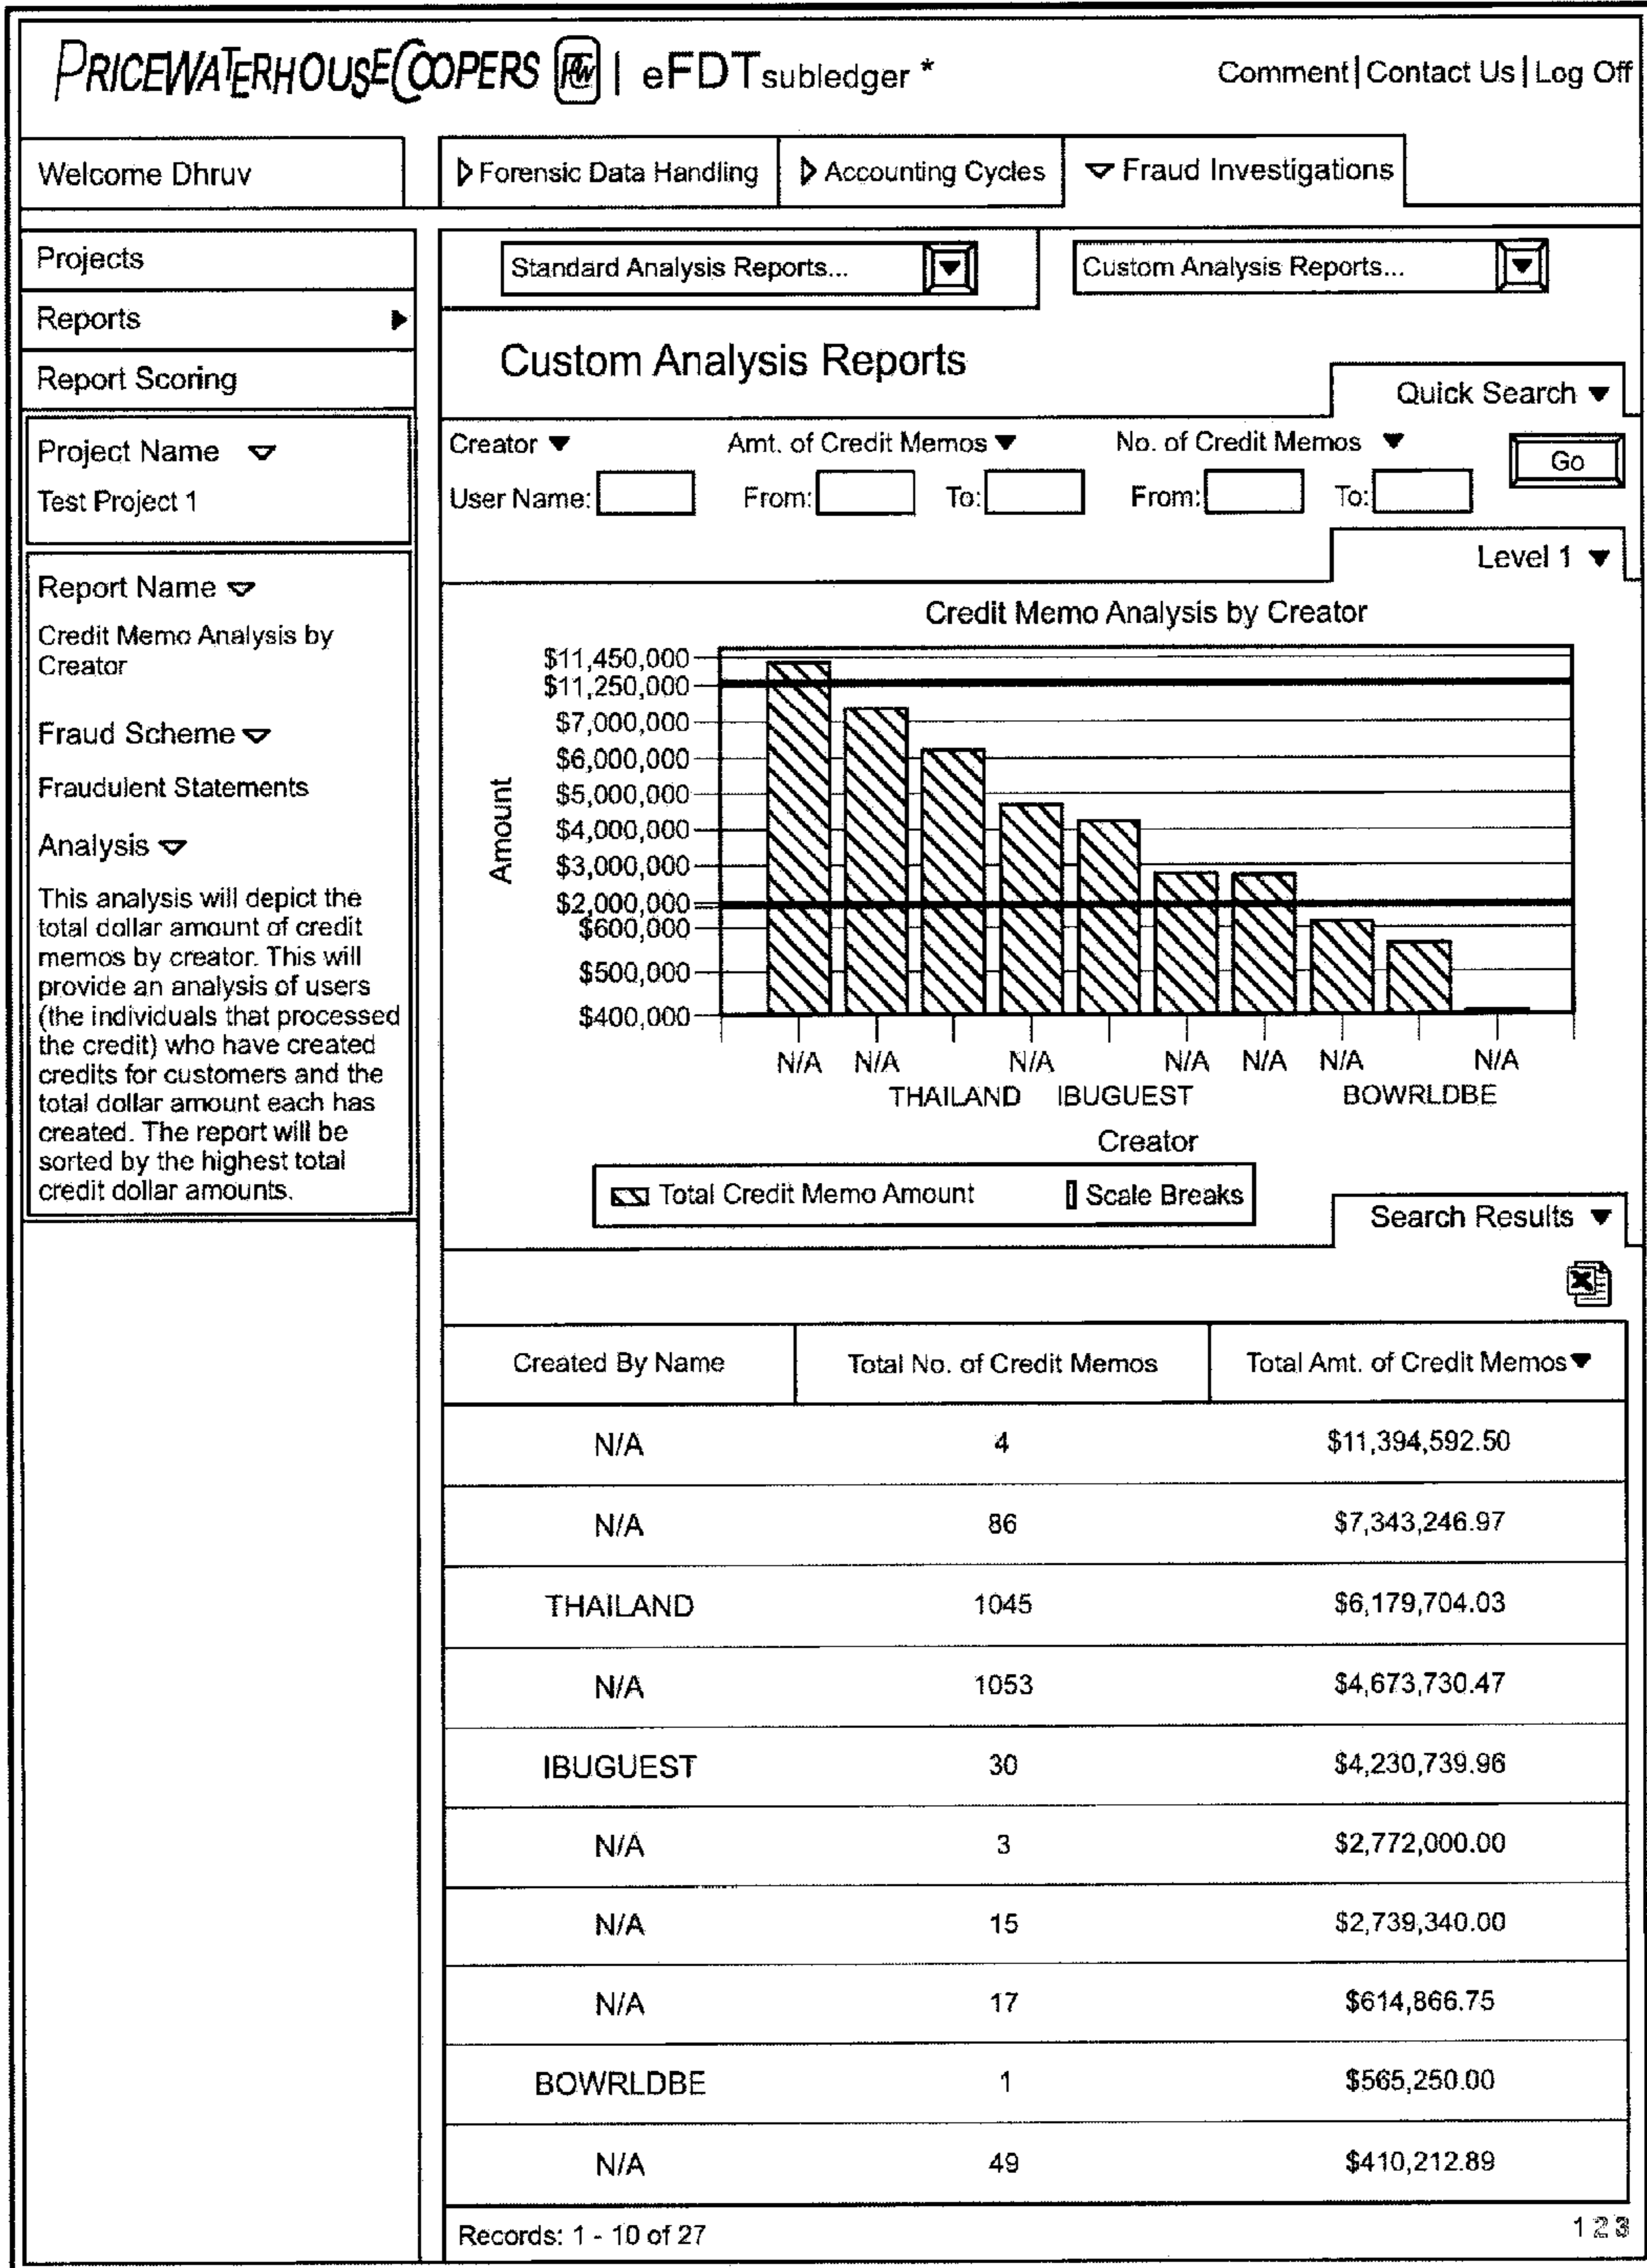 PRICEWATERHOUSECOOPERS PwC | eFDT subledger *
Comment | Contact Us | Log Off
Welcome Dhruv
Forensic Data Handling
Accounting Cycles
Fraud Investigations
Projects
Reports
Report Scoring
Project Name
Test Project 1
Report Name
Credit Memo Analysis by
Creator
Fraud Scheme
Fraudulent Statements
Analysis
This analysis will depict the
total dollar amount of credit
memos by creator. This will
provide an analysis of users
(the individuals that processed
the credit) who have created
credits for customers and the
total dollar amount each has
created. The report will be
sorted by the highest total
credit dollar amounts.
Standard Analysis Reports...
Custom Analysis Reports...
Custom Analysis Reports
Quick Search
Creator
Amt. of Credit Memos
No. of Credit Memos
Go
User Name:
From:
To:
From:
To:
Level 1
Credit Memo Analysis by Creator
Amount
$11,450,000
$11,250,000
$7,000,000
$6,000,000
$5,000,000
$4,000,000
$3,000,000
$2,000,000
$600,000
$500,000
$400,000
N/A N/A N/A N/A N/A N/A N/A
THAILAND IBUGUEST BOWRLDBE
Creator
Total Credit Memo Amount
Scale Breaks
Search Results
Created By Name Total No. of Credit Memos Total Amt. of Credit Memos
N/A 4 $11,394,592.50
N/A 86 $7,343,246.97
THAILAND 1045 $6,179,704.03
N/A 1053 $4,673,730.47
IBUGUEST 30 $4,230,739.96
N/A 3 $2,772,000.00
N/A 15 $2,739,340.00
N/A 17 $614,866.75
BOWRLDBE 1 $565,250.00
N/A 49 $410,212.89
Records: 1 - 10 of 27
1 2 3